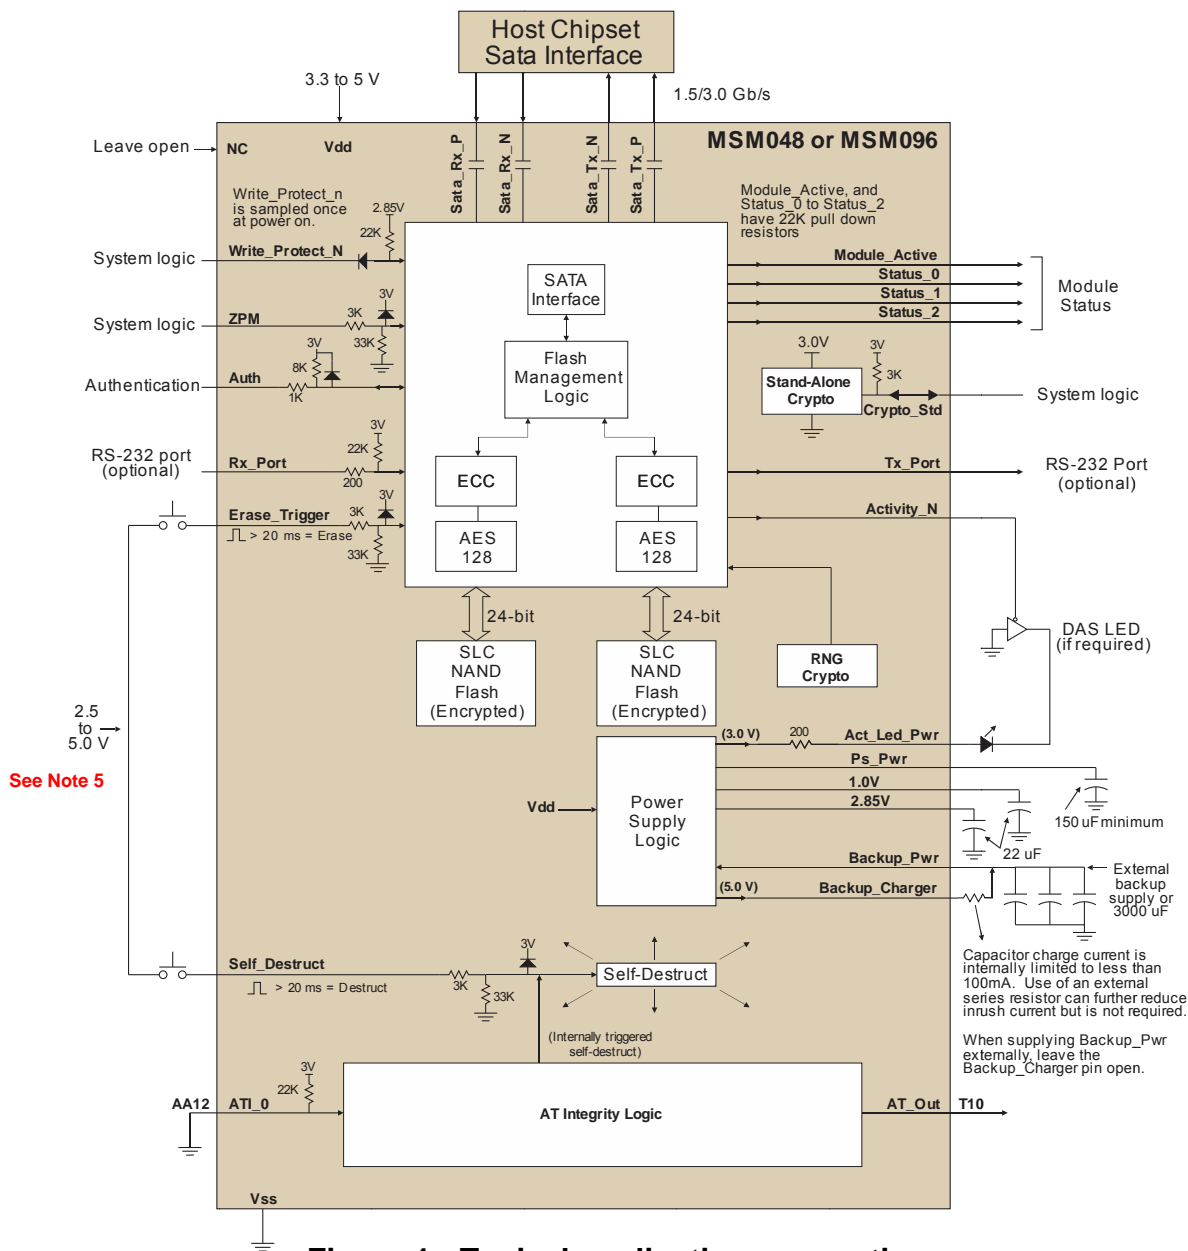 Host Chipset
Sata Interface
3.3 to 5 V
1.5/3.0 Gb/s
Leave open
NC
Vdd
Sata_Rx_P
Sata_Rx_N
Sata_Tx_N
Sata_Tx_P
MSM048 or MSM096
Write_Protect_n
is sampled once
at power on.
2.85V
22K
Module_Active, and
Status_0 to Status_2
have 22K pull down
resistors
System logic
Write_Protect_N
Module_Active
Status_0
Status_1
Status_2
Module
Status
SATA
Interface
System logic
ZPM
3K
3V
33K
Flash
Management
Logic
3.0V
3V
3K
Stand-Alone
Crypto
Crypto_Std
System logic
Authentication
Auth
3V
8K
1K
RS-232 port
(optional)
Rx_Port
3V
22K
200
ECC
ECC
Tx_Port
RS-232 Port
(optional)
Erase_Trigger
> 20 ms = Erase
3K
3V
33K
AES
128
AES
128
Activity_N
24-bit
24-bit
DAS LED
(if required)
SLC
NAND
Flash
(Encrypted)
SLC
NAND
Flash
(Encrypted)
RNG
Crypto
2.5
to
5.0 V
See Note 5
(3.0 V)
200
Act_Led_Pwr
Ps_Pwr
1.0V
2.85V
Vdd
Power
Supply
Logic
150 uF minimum
22 uF
Backup_Pwr
(5.0 V)
Backup_Charger
External
backup
supply or
3000 uF
Self_Destruct
> 20 ms = Destruct
3K
33K
3V
Self-Destruct
Capacitor charge current is
internally limited to less than
100mA. Use of an external
series resistor can further reduce
inrush current but is not required.
When supplying Backup_Pwr
externally, leave the
Backup_Charger pin open.
(Internally triggered
self-destruct)
AA12
ATI_0
3V
22K
AT Integrity Logic
AT_Out
T10
Vss